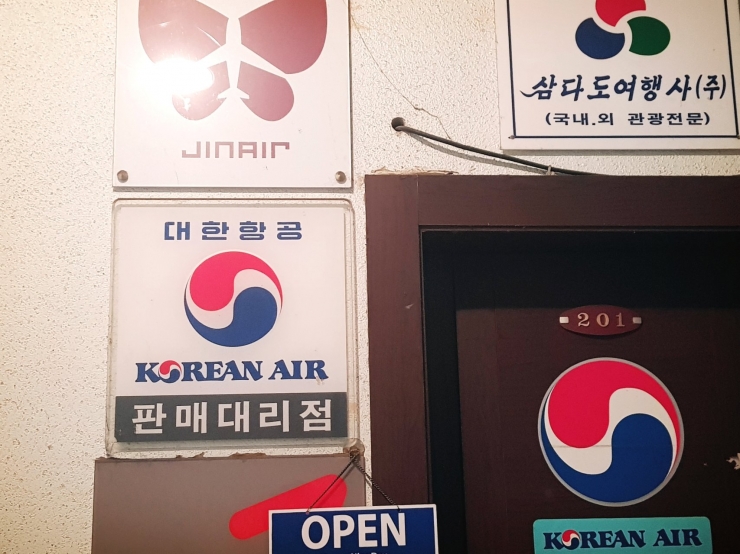 JINAIR
삼다도여행사(주)
(국내.외 관광전문)
대한항공
KOREAN AIR
판매대리점
201
OPEN
KOREAN AIR